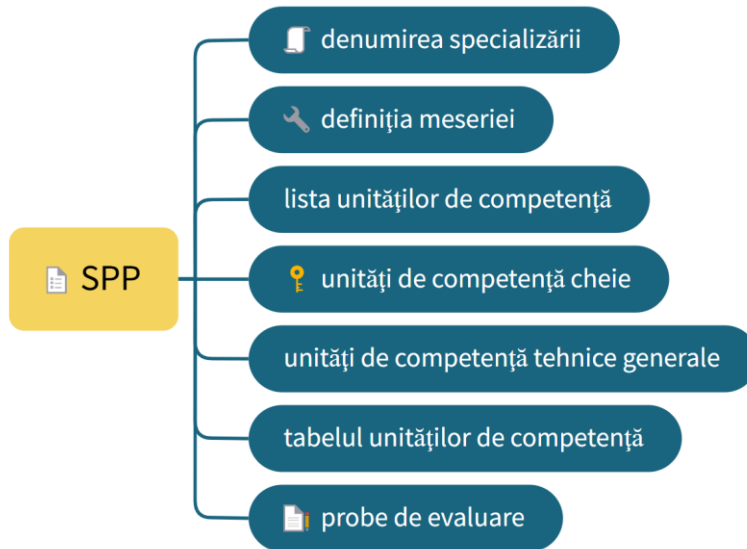 SPP
denumirea specializării
definiţia meseriei
lista unităţilor de competenţă
unităţi de competenţă cheie
unităţi de competenţă tehnice generale
tabelul unităţilor de competenţă
probe de evaluare